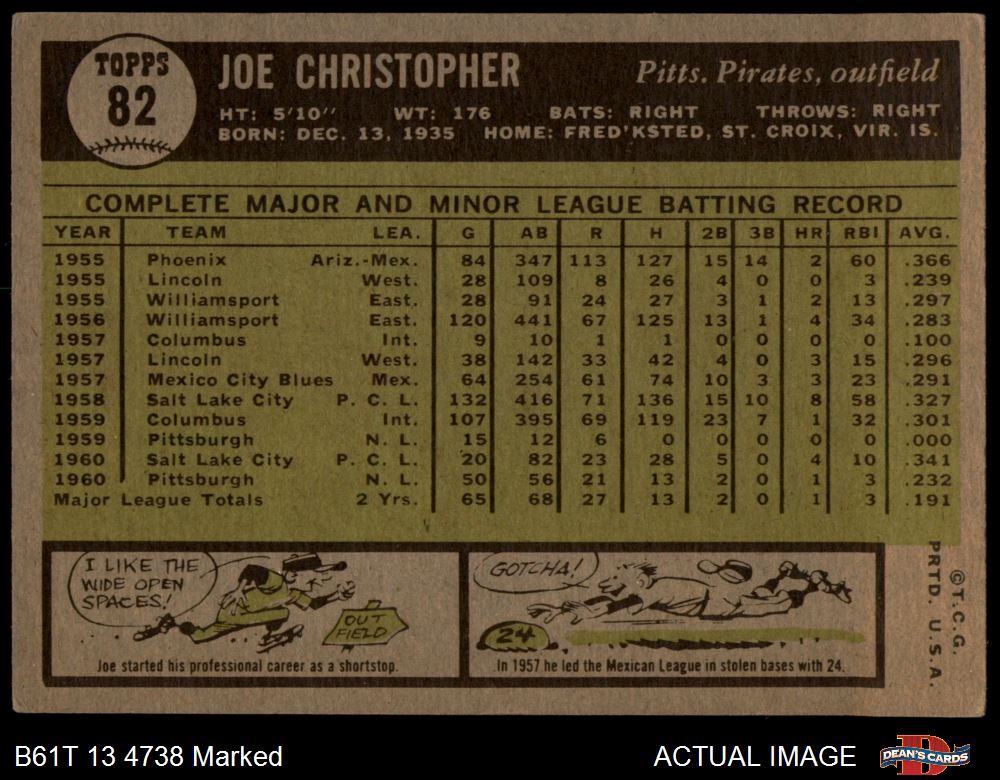 TOPPS
82
JOE CHRISTOPHER
Pitts. Pirates, outfield
HT: 5'10" WT: 176 BATS: RIGHT THROWS: RIGHT
BORN: DEC. 13, 1935 HOME: FRED'KSTED, ST. CROIX, VIR. IS.
COMPLETE MAJOR AND MINOR LEAGUE BATTING RECORD
YEAR TEAM LEA. G AB R H 2B 3B HR RBI AVG.
1955 Phoenix Ariz.-Mex. 84 347 113 127 15 14 2 60 .366
1955 Lincoln West. 28 109 8 26 4 0 0 3 .239
1955 Williamsport East. 28 91 24 27 3 1 2 13 .297
1956 Williamsport East. 120 441 67 125 13 1 4 34 .283
1957 Columbus Int. 9 10 1 1 0 0 0 0 .100
1957 Lincoln West. 38 142 33 42 4 0 3 15 .296
1957 Mexico City Blues Mex. 64 254 61 74 10 3 3 23 .291
1958 Salt Lake City P. C. L. 132 416 71 136 15 10 8 58 .327
1959 Columbus Int. 107 395 69 119 23 7 1 32 .301
1959 Pittsburgh N. L. 15 12 6 0 0 0 0 0 .000
1960 Salt Lake City P. C. L. 20 82 23 28 5 0 4 10 .341
1960 Pittsburgh N. L. 50 56 21 13 2 0 1 3 .232
Major League Totals 2 Yrs. 65 68 27 13 2 0 1 3 .191
I LIKE THE
WIDE OPEN
SPACES!
OUT
FIELD
Joe started his professional career as a shortstop.
GOTCHA!
24
In 1957 he led the Mexican League in stolen bases with 24.
© T.C.G.
PRTD. U.S.A.
B61T 13 4738 Marked
ACTUAL IMAGE
D
DEAN'S CARDS